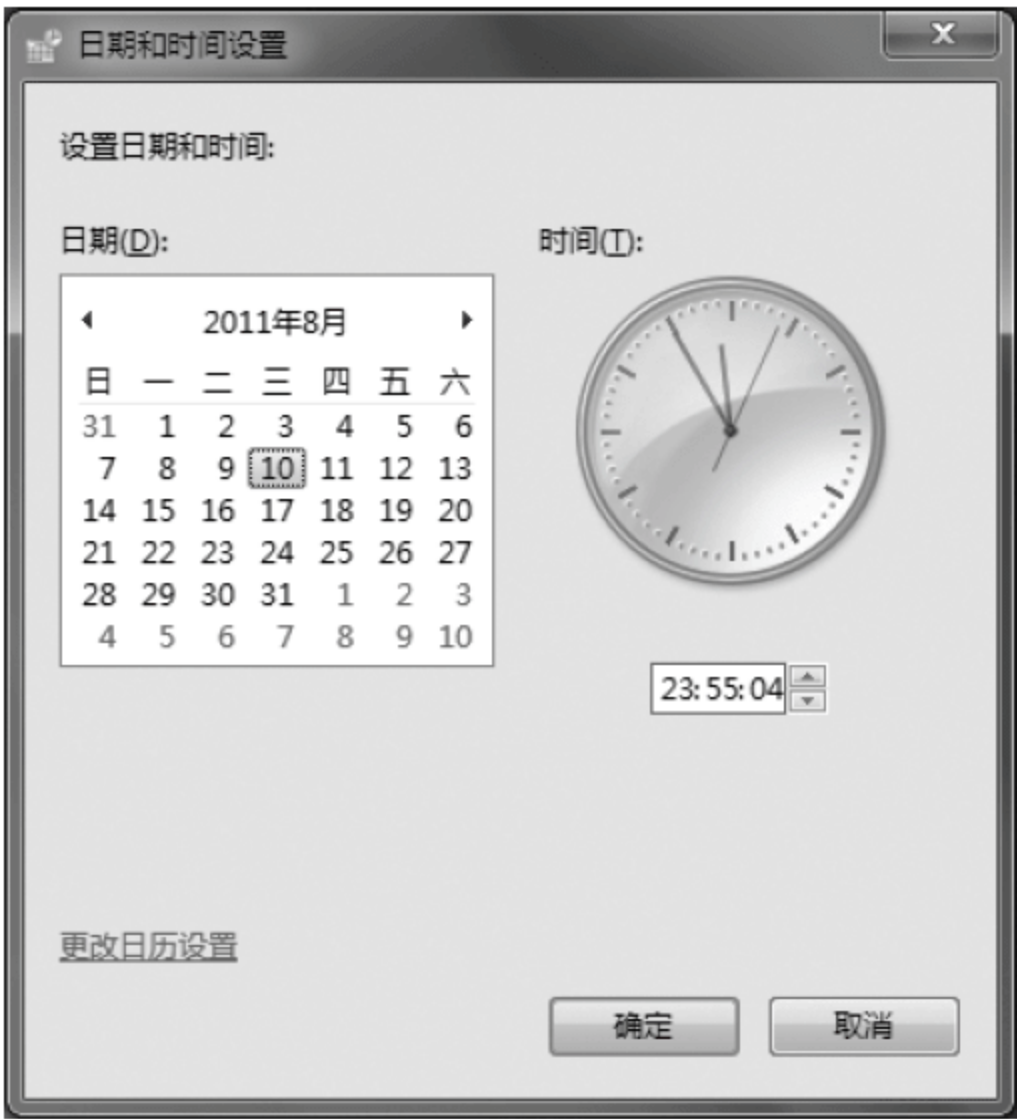 日期和时间设置
x
设置日期和时间:
日期(D):
时间(T):
2011年8月
日 一 二 三 四 五 六
31 1 2 3 4 5 6
7 8 9 10 11 12 13
14 15 16 17 18 19 20
21 22 23 24 25 26 27
28 29 30 31 1 2 3
4 5 6 7 8 9 10
23:55:04
更改日历设置
确定
取消